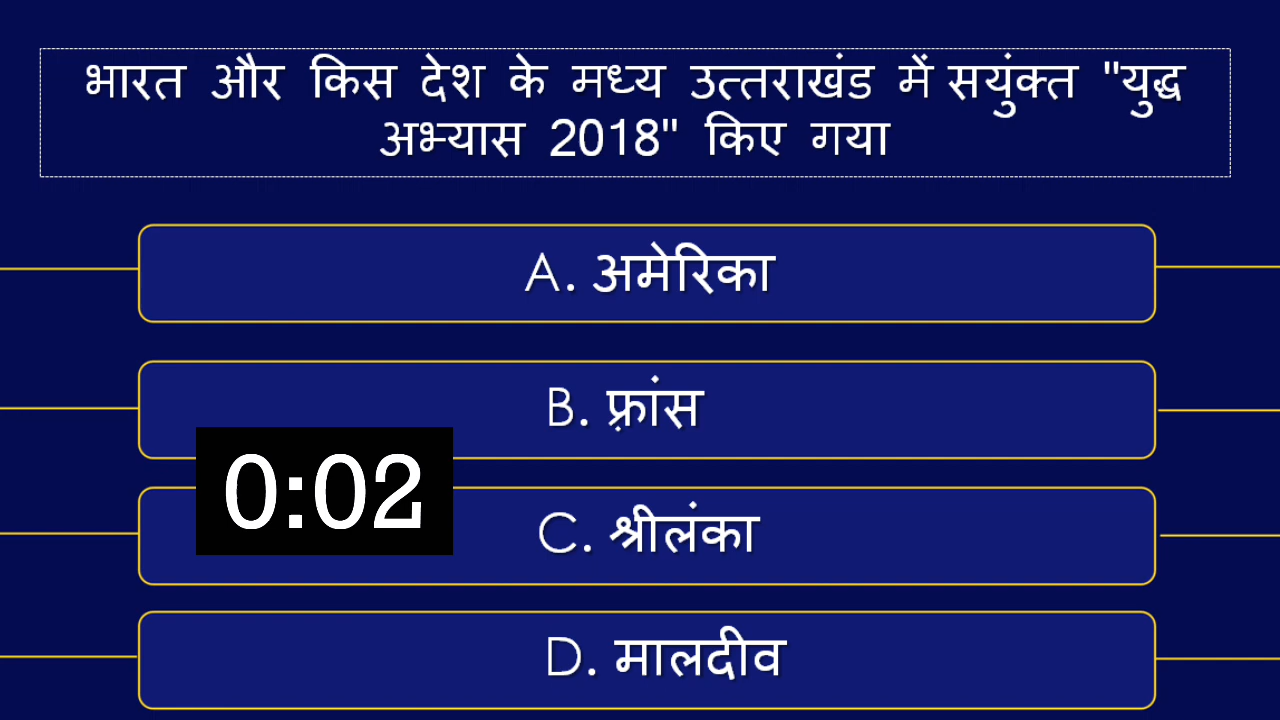 भारत और किस देश के मध्य उत्तराखंड में सयुंक्त "युद्ध
अभ्यास 2018" किए गया
A. अमेरिका
B. फ़्रांस
0:02
C. श्रीलंका
D. मालदीव